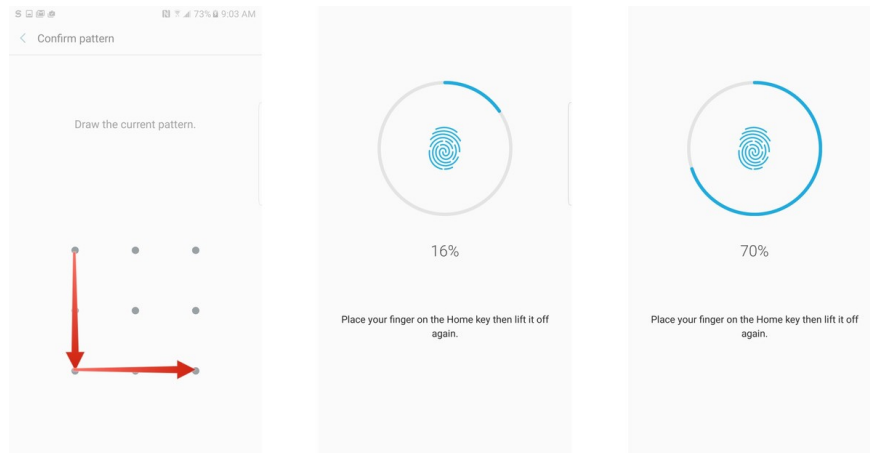 S 73% 9:03 AM
< Confirm pattern
Draw the current pattern.
16%
Place your finger on the Home key then lift it off
again.
70%
Place your finger on the Home key then lift it off
again.